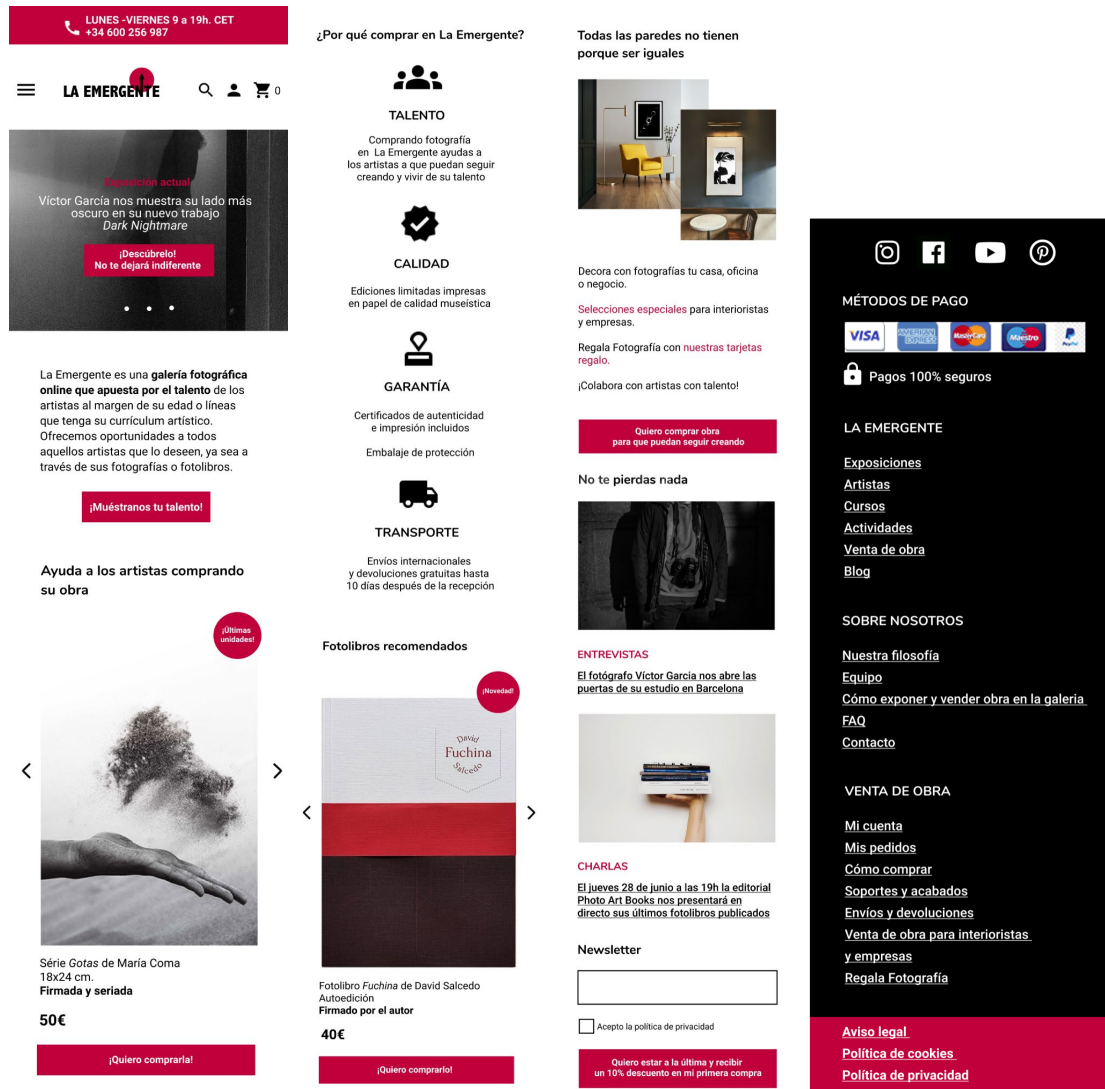 LUNES -VIERNES 9 a 19h. CET
+34 600 256 987
LA EMERGENTE
0
Exposición actual
Víctor García nos muestra su lado más
oscuro en su nuevo trabajo
Dark Nightmare
¡Descúbrelo!
No te dejará indiferente
La Emergente es una galería fotográfica
online que apuesta por el talento de los
artistas al margen de su edad o líneas
que tenga su currículum artístico.
Ofrecemos oportunidades a todos
aquellos artistas que lo deseen, ya sea a
través de sus fotografías o fotolibros.
¡Muéstranos tu talento!
Ayuda a los artistas comprando
su obra
¡Últimas
unidades!
Série Gotas de María Coma
18x24 cm.
Firmada y seriada
50€
¡Quiero comprarla!
¿Por qué comprar en La Emergente?
TALENTO
Comprando fotografía
en La Emergente ayudas a
los artistas a que puedan seguir
creando y vivir de su talento
CALIDAD
Ediciones limitadas impresas
en papel de calidad museística
GARANTÍA
Certificados de autenticidad
e impresión incluidos
Embalaje de protección
TRANSPORTE
Envíos internacionales
y devoluciones gratuitas hasta
10 días después de la recepción
Fotolibros recomendados
¡Novedad!
David
Fuchina
Salcedo
Fotolibro Fuchina de David Salcedo
Autoedición
Firmado por el autor
40€
¡Quiero comprarlo!
Todas las paredes no tienen
porque ser iguales
Decora con fotografías tu casa, oficina
o negocio.
Selecciones especiales para interioristas
y empresas.
Regala Fotografía con nuestras tarjetas
regalo.
¡Colabora con artistas con talento!
Quiero comprar obra
para que puedan seguir creando
No te pierdas nada
ENTREVISTAS
El fotógrafo Víctor Garcia nos abre las
puertas de su estudio en Barcelona
CHARLAS
El jueves 28 de junio a las 19h la editorial
Photo Art Books nos presentará en
directo sus últimos fotolibros publicados
Newsletter
Acepto la política de privacidad
Quiero estar a la última y recibir
un 10% descuento en mi primera compra
MÉTODOS DE PAGO
VISA
AMERICAN EXPRESS
MasterCard
Maestro
PayPal
Pagos 100% seguros
LA EMERGENTE
Exposiciones
Artistas
Cursos
Actividades
Venta de obra
Blog
SOBRE NOSOTROS
Nuestra filosofía
Equipo
Cómo exponer y vender obra en la galeria
FAQ
Contacto
VENTA DE OBRA
Mi cuenta
Mis pedidos
Cómo comprar
Soportes y acabados
Envíos y devoluciones
Venta de obra para interioristas
y empresas
Regala Fotografía
Aviso legal
Política de cookies
Política de privacidad